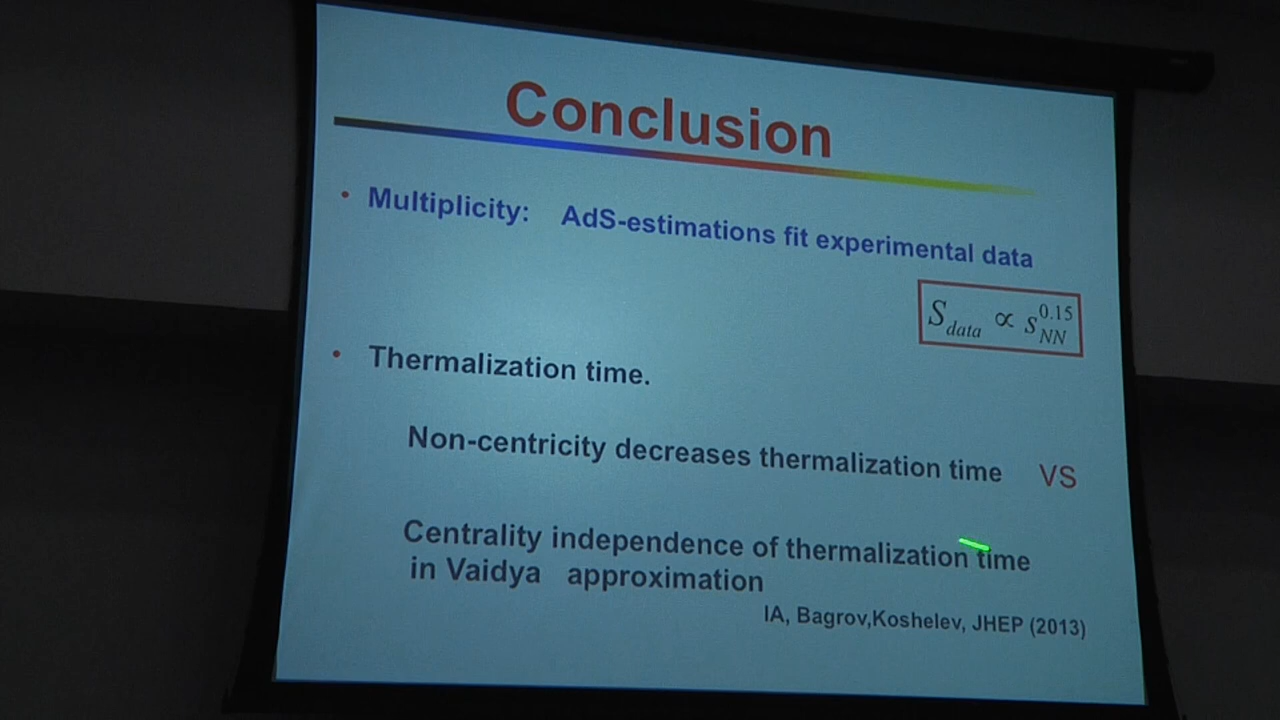 Conclusion
• Multiplicity: AdS-estimations fit experimental data
S_data ∝ s_NN^0.15
• Thermalization time.
Non-centricity decreases thermalization time VS
Centrality independence of thermalization time
in Vaidya approximation
IA, Bagrov,Koshelev, JHEP (2013)